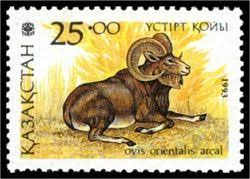 25·00
ҮСТІРТ ҚОЙЫ
ҚАЗАҚСТАН
1993
ovis orientalis arcal